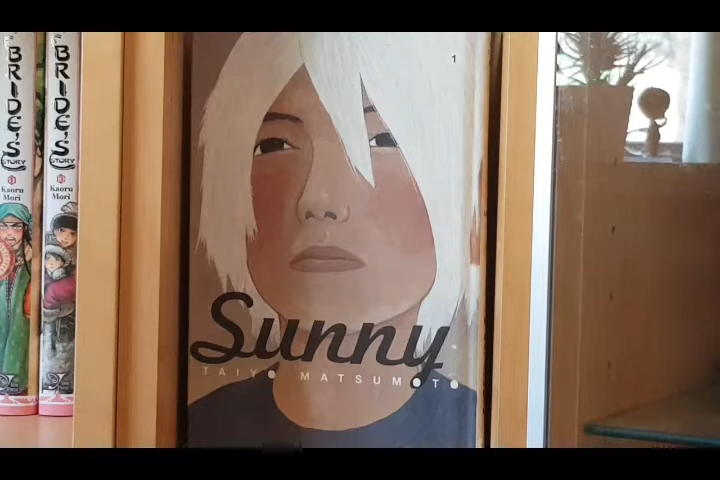 BRIDE'S
STORY
Kaoru
Mori
BRIDE'S
STORY
Kaoru
Mori
1
Sunny
TAIYO MATSUMOTO